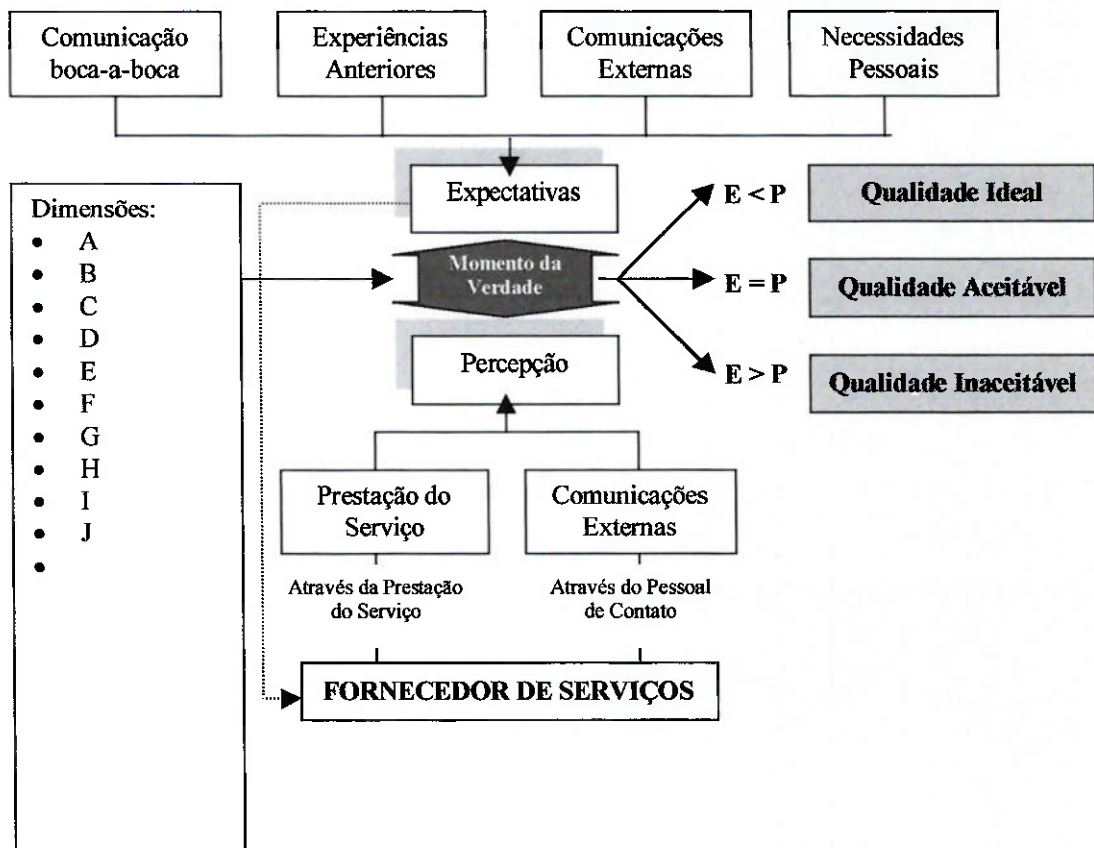 Comunicação
boca-a-boca
Experiências
Anteriores
Comunicações
Externas
Necessidades
Pessoais
Expectativas
Dimensões:
• A
• B
• C
• D
• E
• F
• G
• H
• I
• J
•
Momento da
Verdade
E < P
Qualidade Ideal
E = P
Qualidade Aceitável
E > P
Qualidade Inaceitável
Percepção
Prestação do
Serviço
Comunicações
Externas
Através da Prestação
do Serviço
Através do Pessoal
de Contato
FORNECEDOR DE SERVIÇOS